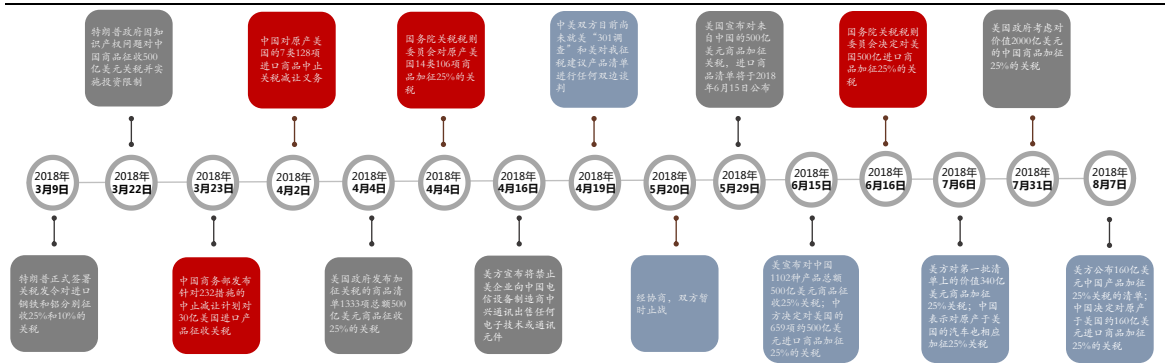 特朗普政府因知
识产权问题对中
国商品征收500
亿美元关税并实
施投资限制
中国对原产美
国的7类128项
进口商品中止
关税减让义务
国务院关税税则
委员会对原产美
国14类106项商
品加征25%的关
税
中美双方目前尚
未就美“301调
查”和美对我征
税建议产品清单
进行任何双边谈
判
美国宣布对来
自中国的500亿
美元商品加征
关税，进口商
品清单将于2018
年6月15日公布
国务院关税税则
委员会决定对美
国500亿进口商
品加征25%的关
税
美国政府考虑对
价值2000亿美元
的中国商品加征
25%的关税
2018年
3月9日
2018年
3月22日
2018年
3月23日
2018年
4月2日
2018年
4月4日
2018年
4月4日
2018年
4月16日
2018年
4月19日
2018年
5月20日
2018年
5月29日
2018年
6月15日
2018年
6月16日
2018年
7月6日
2018年
7月31日
2018年
8月7日
特朗普正式签署
关税发令对进口
钢铁和铝分别征
收25%和10%的
关税
中国商务部发布
针对232措施的
中止减让计划对
30亿美国进口产
品征收关税
美国政府发布加
征关税的商品清
单1333项总额500
亿美元商品征收
25%的关税
美方宣布将禁止
美企业向中国电
信设备制造商中
兴通讯出售任何
电子技术或通讯
元件
经协商，双方暂
时止战
美宣布对中国
1102种产品总额
500亿美元商品征
收25%关税；中
方决定对美国的
659项约500亿美
元进口商品加征
25%的关税
美方对第一批清
单上的价值340亿
美元商品加征
25%关税；中国
表示对原产于美
国的汽车也相应
加征25%关税
美方公布160亿美
元中国产品加征
25%关税的清单；
中国决定对原产
于美国约160亿美
元进口商品加征
25%的关税